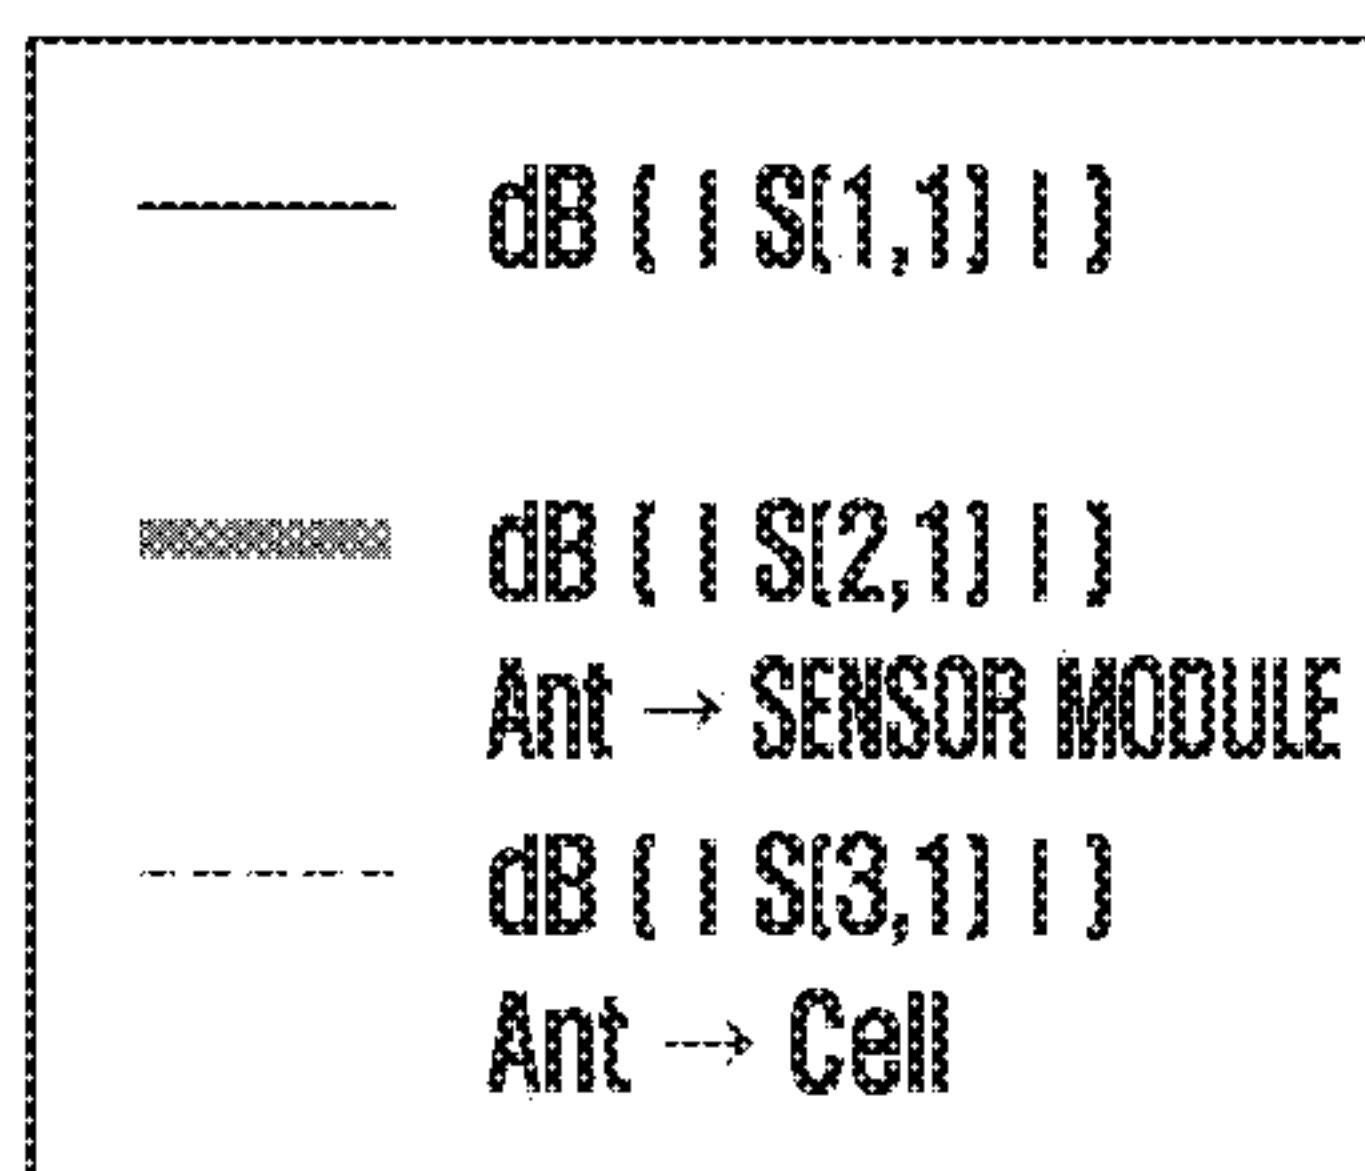 dB ( | S(1,1) | )
dB ( | S(2,1) | )
Ant → SENSOR MODULE
dB ( | S(3,1) | )
Ant --→ Cell